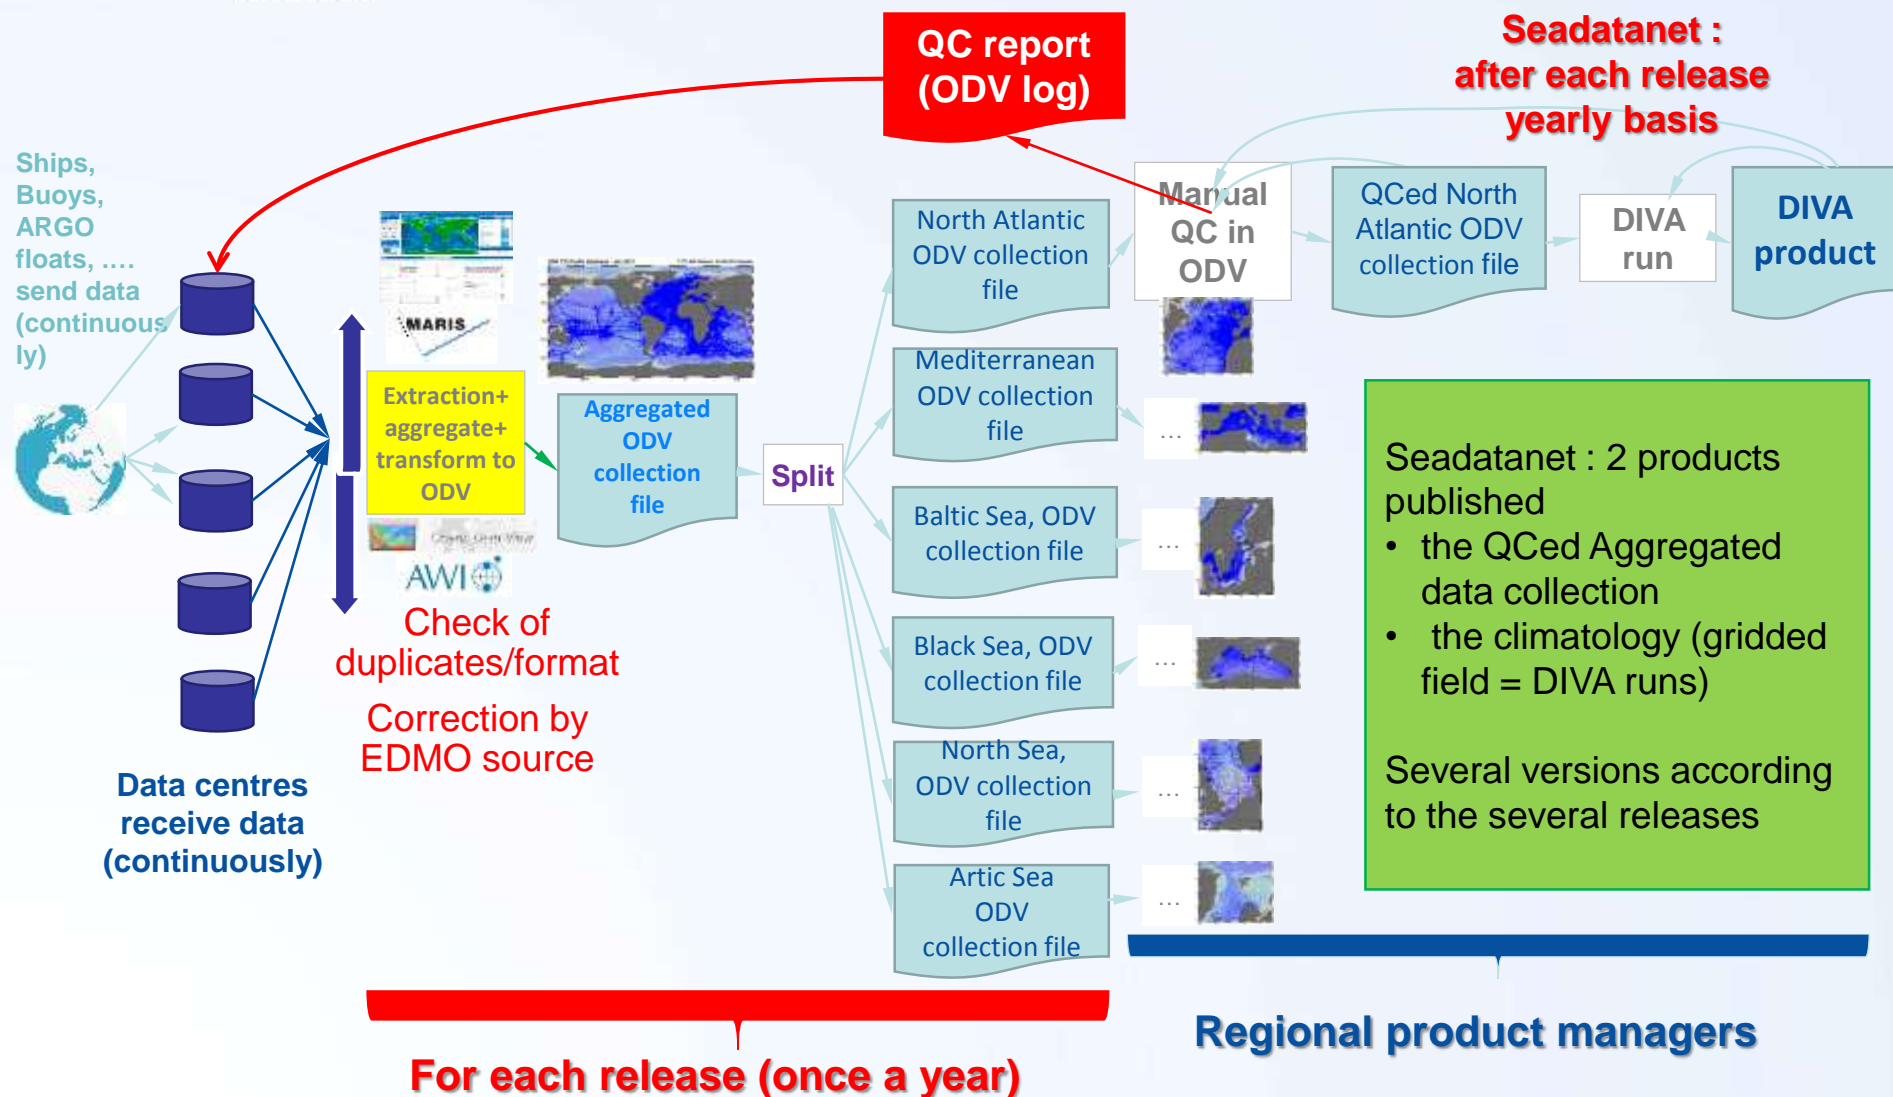 QC report
(ODV log)
Seadatanet :
after each release
yearly basis
Ships,
Buoys,
ARGO
floats, ....
send data
(continuous
ly)
Data centres
receive data
(continuously)
MARIS
Extraction+
aggregate+
transform to
ODV
AWI
Check of
duplicates/format
Correction by
EDMO source
Aggregated
ODV
collection
file
Split
North Atlantic
ODV collection
file
Mediterranean
ODV collection
file
Baltic Sea, ODV
collection file
Black Sea, ODV
collection file
North Sea,
ODV collection
file
Artic Sea
ODV
collection file
Manual
QC in
ODV
...
...
...
...
...
QCed North
Atlantic ODV
collection file
DIVA
run
DIVA
product
Seadatanet : 2 products
published
• the QCed Aggregated
data collection
• the climatology (gridded
field = DIVA runs)
Several versions according
to the several releases
For each release (once a year)
Regional product managers